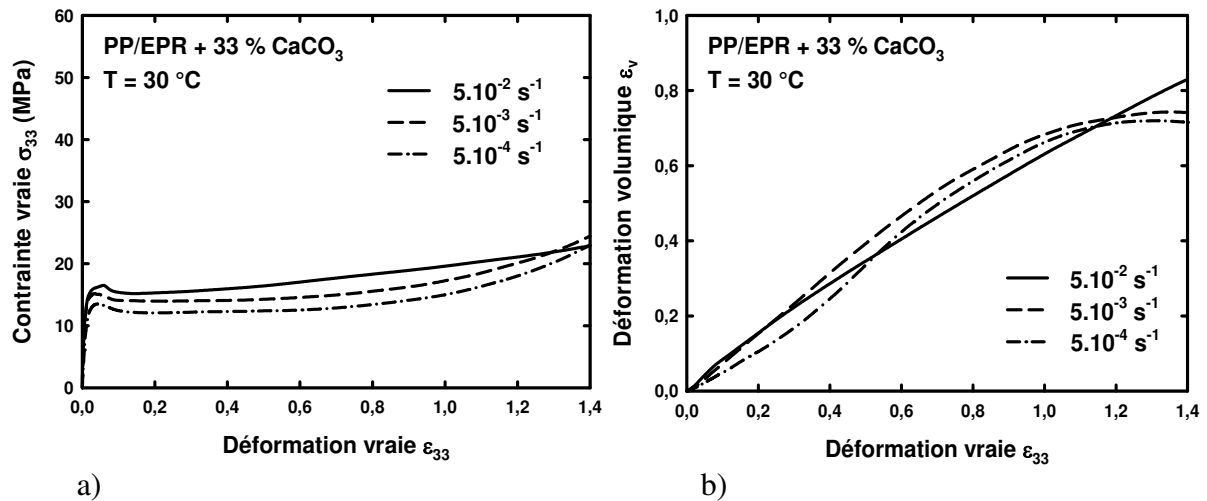 PP/EPR + 33 % CaCO₃
T = 30 °C
5.10⁻² s⁻¹
5.10⁻³ s⁻¹
5.10⁻⁴ s⁻¹
Contrainte vraie σ₃₃ (MPa)
60
50
40
30
20
10
0
0,0 0,2 0,4 0,6 0,8 1,0 1,2 1,4
Déformation vraie ε₃₃
a)
PP/EPR + 33 % CaCO₃
T = 30 °C
5.10⁻² s⁻¹
5.10⁻³ s⁻¹
5.10⁻⁴ s⁻¹
Déformation volumique εᵥ
1,0
0,8
0,6
0,4
0,2
0,0
0,0 0,2 0,4 0,6 0,8 1,0 1,2 1,4
Déformation vraie ε₃₃
b)